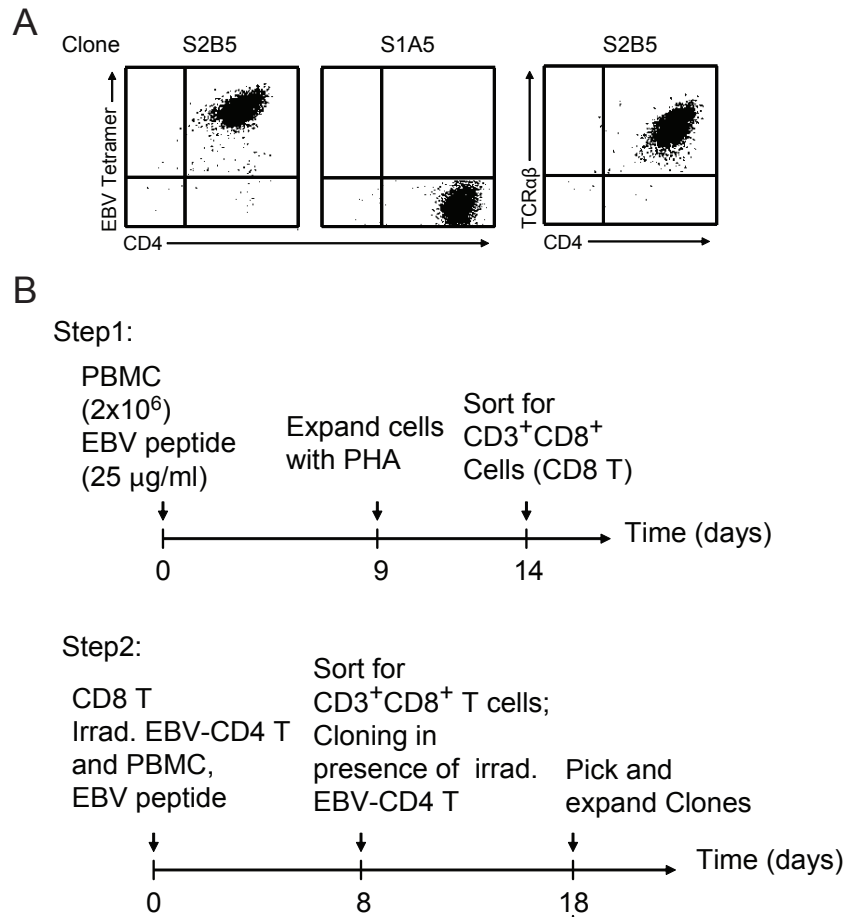 A
Clone S2B5 S1A5 S2B5
EBV Tetramer
CD4
TCRαβ
CD4
B
Step1:
PBMC
(2x10⁶)
EBV peptide
(25 µg/ml)
Expand cells
with PHA
Sort for
CD3⁺CD8⁺
Cells (CD8 T)
Time (days)
0 9 14
Step2:
CD8 T
Irrad. EBV-CD4 T
and PBMC,
EBV peptide
Sort for
CD3⁺CD8⁺ T cells;
Cloning in
presence of irrad.
EBV-CD4 T
Pick and
expand Clones
Time (days)
0 8 18